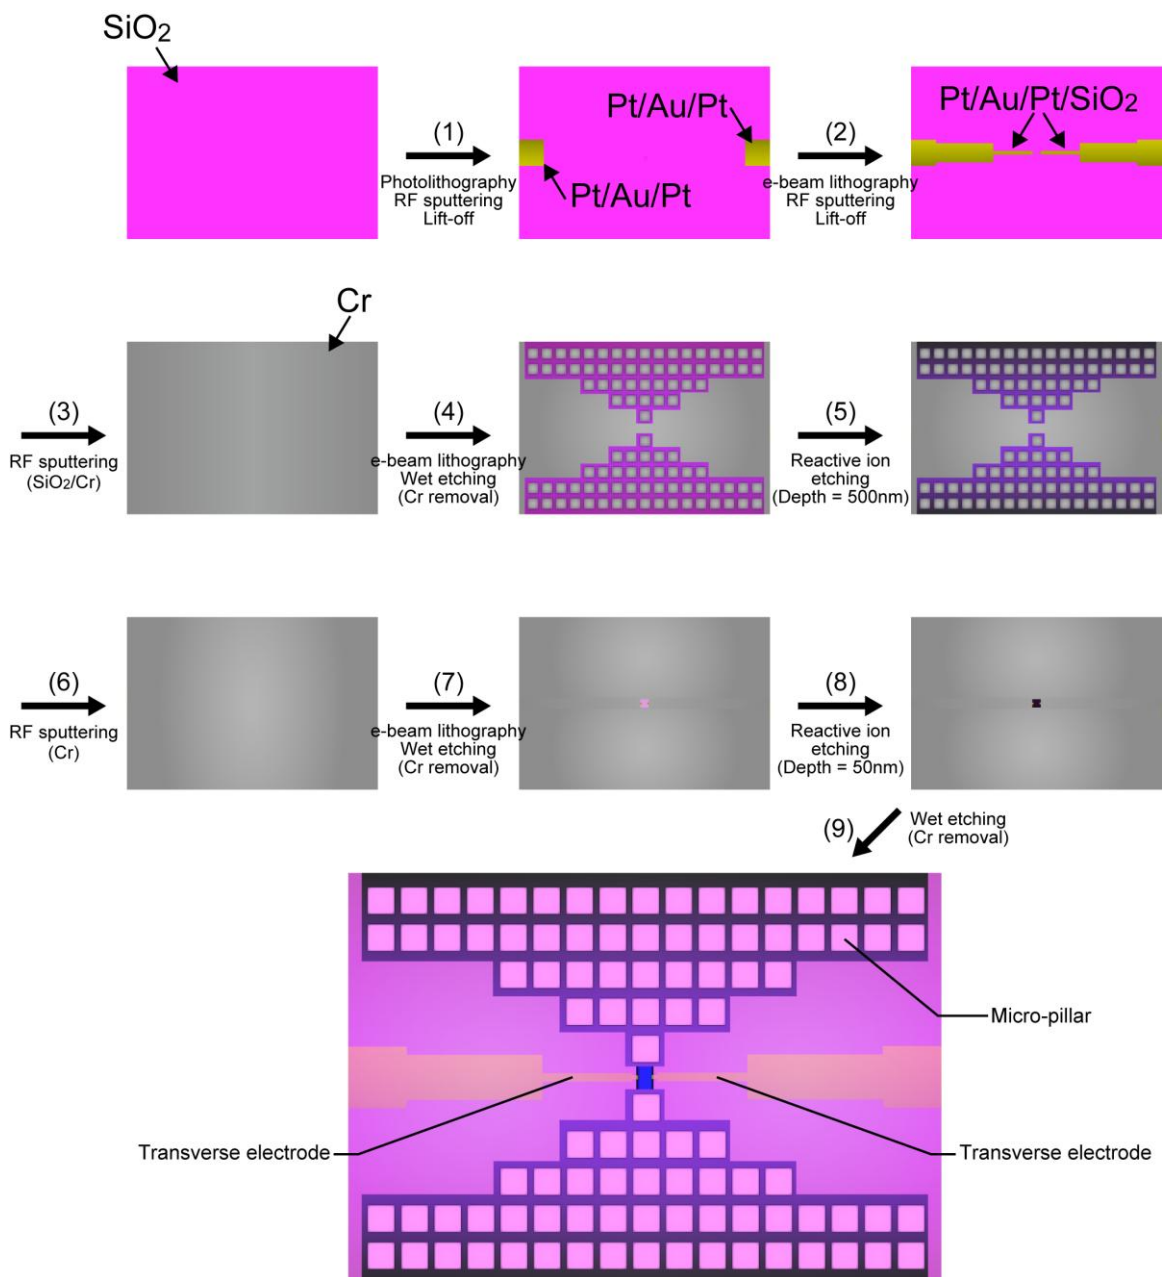 SiO2
(1)
Photolithography
RF sputtering
Lift-off
Pt/Au/Pt
Pt/Au/Pt
(2)
e-beam lithography
RF sputtering
Lift-off
Pt/Au/Pt/SiO2
(3)
RF sputtering
(SiO2/Cr)
Cr
(4)
e-beam lithography
Wet etching
(Cr removal)
(5)
Reactive ion
etching
(Depth = 500nm)
(6)
RF sputtering
(Cr)
(7)
e-beam lithography
Wet etching
(Cr removal)
(8)
Reactive ion
etching
(Depth = 50nm)
(9)
Wet etching
(Cr removal)
Micro-pillar
Transverse electrode
Transverse electrode